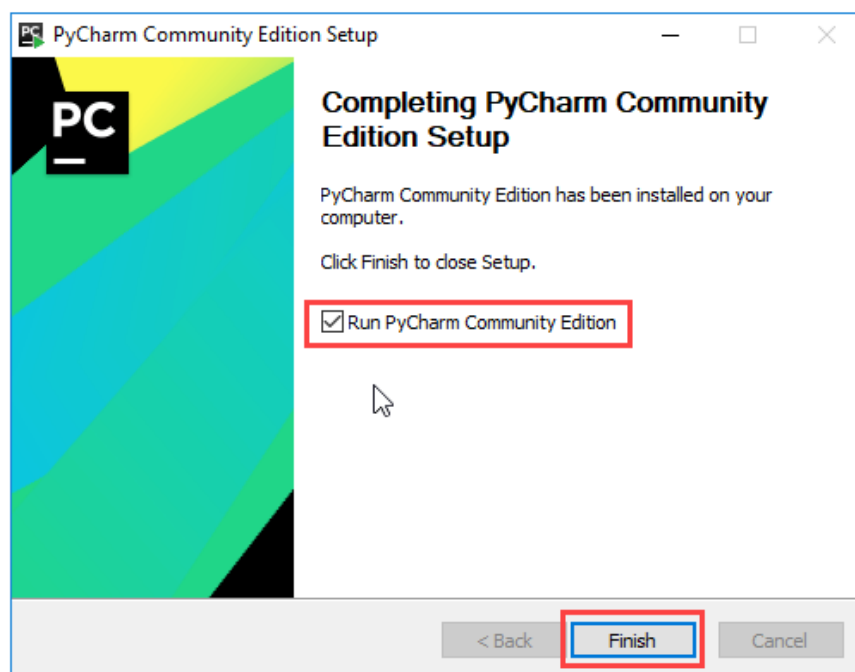 PyCharm Community Edition Setup
PC
Completing PyCharm Community
Edition Setup
PyCharm Community Edition has been installed on your
computer.
Click Finish to close Setup.
Run PyCharm Community Edition
< Back
Finish
Cancel